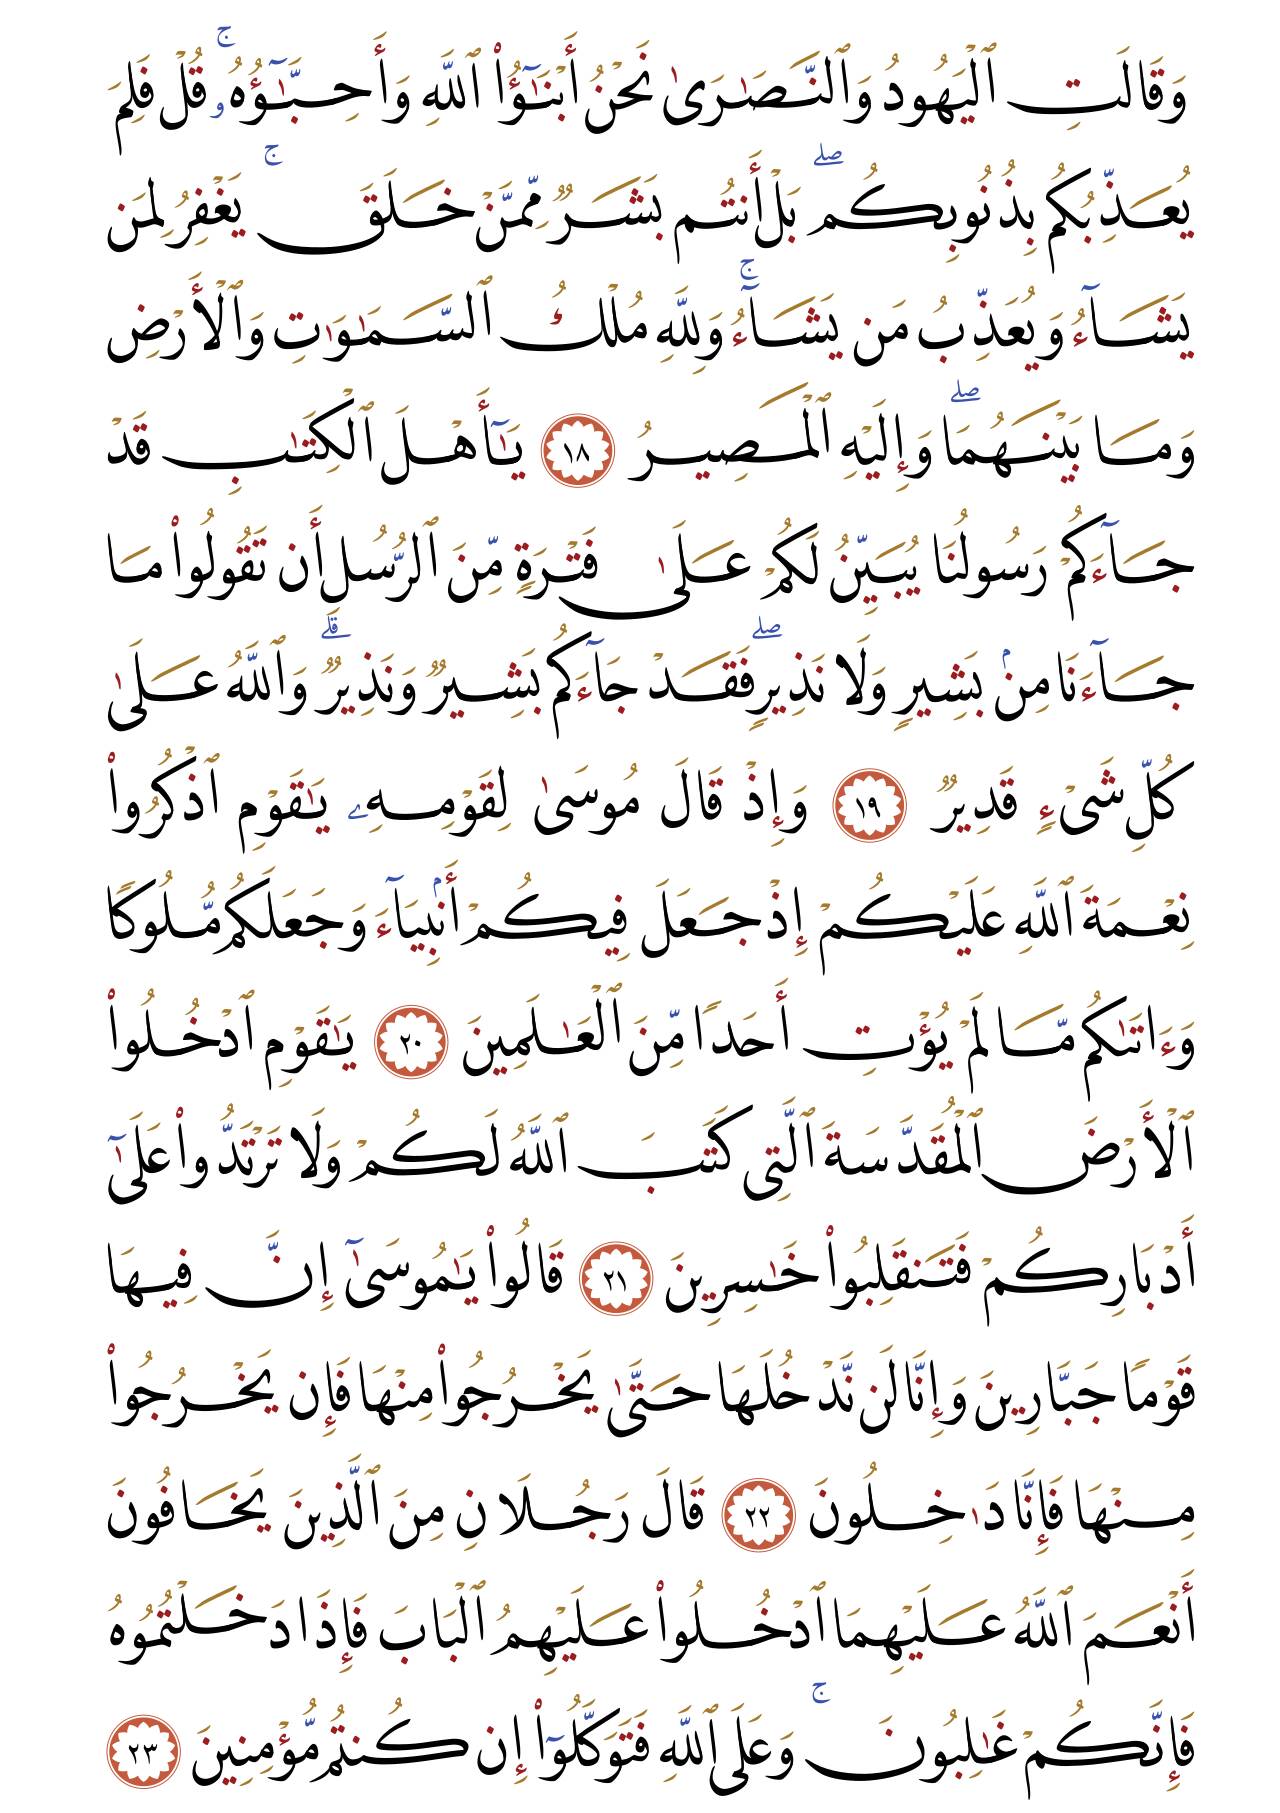 وَقَالَتِ ٱلۡيَهُودُ وَٱلنَّصَٰرَىٰ نَحۡنُ أَبۡنَٰٓؤُاْ ٱللَّهِ وَأَحِبَّٰٓؤُهُۥۚ قُلۡ فَلِمَ
يُعَذِّبُكُم بِذُنُوبِكُمۖ بَلۡ أَنتُم بَشَرٞ مِّمَّنۡ خَلَقَۚ يَغۡفِرُ لِمَن
يَشَآءُ وَيُعَذِّبُ مَن يَشَآءُۚ وَلِلَّهِ مُلۡكُ ٱلسَّمَٰوَٰتِ وَٱلۡأَرۡضِ
وَمَا بَيۡنَهُمَاۖ وَإِلَيۡهِ ٱلۡمَصِيرُ ١٨ يَٰٓأَهۡلَ ٱلۡكِتَٰبِ قَدۡ
جَآءَكُمۡ رَسُولُنَا يُبَيِّنُ لَكُمۡ عَلَىٰ فَتۡرَةٖ مِّنَ ٱلرُّسُلِ أَن تَقُولُواْ مَا
جَآءَنَا مِنۢ بَشِيرٖ وَلَا نَذِيرٖۖ فَقَدۡ جَآءَكُم بَشِيرٞ وَنَذِيرٞۗ وَٱللَّهُ عَلَىٰ
كُلِّ شَيۡءٖ قَدِيرٞ ١٩ وَإِذۡ قَالَ مُوسَىٰ لِقَوۡمِهِۦ يَٰقَوۡمِ ٱذۡكُرُواْ
نِعۡمَةَ ٱللَّهِ عَلَيۡكُمۡ إِذۡ جَعَلَ فِيكُمۡ أَنۢبِيَآءَ وَجَعَلَكُم مُّلُوكٗا
وَءَاتَىٰكُم مَّا لَمۡ يُؤۡتِ أَحَدٗا مِّنَ ٱلۡعَٰلَمِينَ ٢٠ يَٰقَوۡمِ ٱدۡخُلُواْ
ٱلۡأَرۡضَ ٱلۡمُقَدَّسَةَ ٱلَّتِي كَتَبَ ٱللَّهُ لَكُمۡ وَلَا تَرۡتَدُّواْ عَلَىٰٓ
أَدۡبَارِكُمۡ فَتَنقَلِبُواْ خَٰسِرِينَ ٢١ قَالُواْ يَٰمُوسَىٰٓ إِنَّ فِيهَا
قَوۡمٗا جَبَّارِينَ وَإِنَّا لَن نَّدۡخُلَهَا حَتَّىٰ يَخۡرُجُواْ مِنۡهَا فَإِن يَخۡرُجُواْ
مِنۡهَا فَإِنَّا دَٰخِلُونَ ٢٢ قَالَ رَجُلَانِ مِنَ ٱلَّذِينَ يَخَافُونَ
أَنۡعَمَ ٱللَّهُ عَلَيۡهِمَا ٱدۡخُلُواْ عَلَيۡهِمُ ٱلۡبَابَ فَإِذَا دَخَلۡتُمُوهُ
فَإِنَّكُمۡ غَٰلِبُونَۚ وَعَلَى ٱللَّهِ فَتَوَكَّلُوٓاْ إِن كُنتُم مُّؤۡمِنِينَ ٢٣